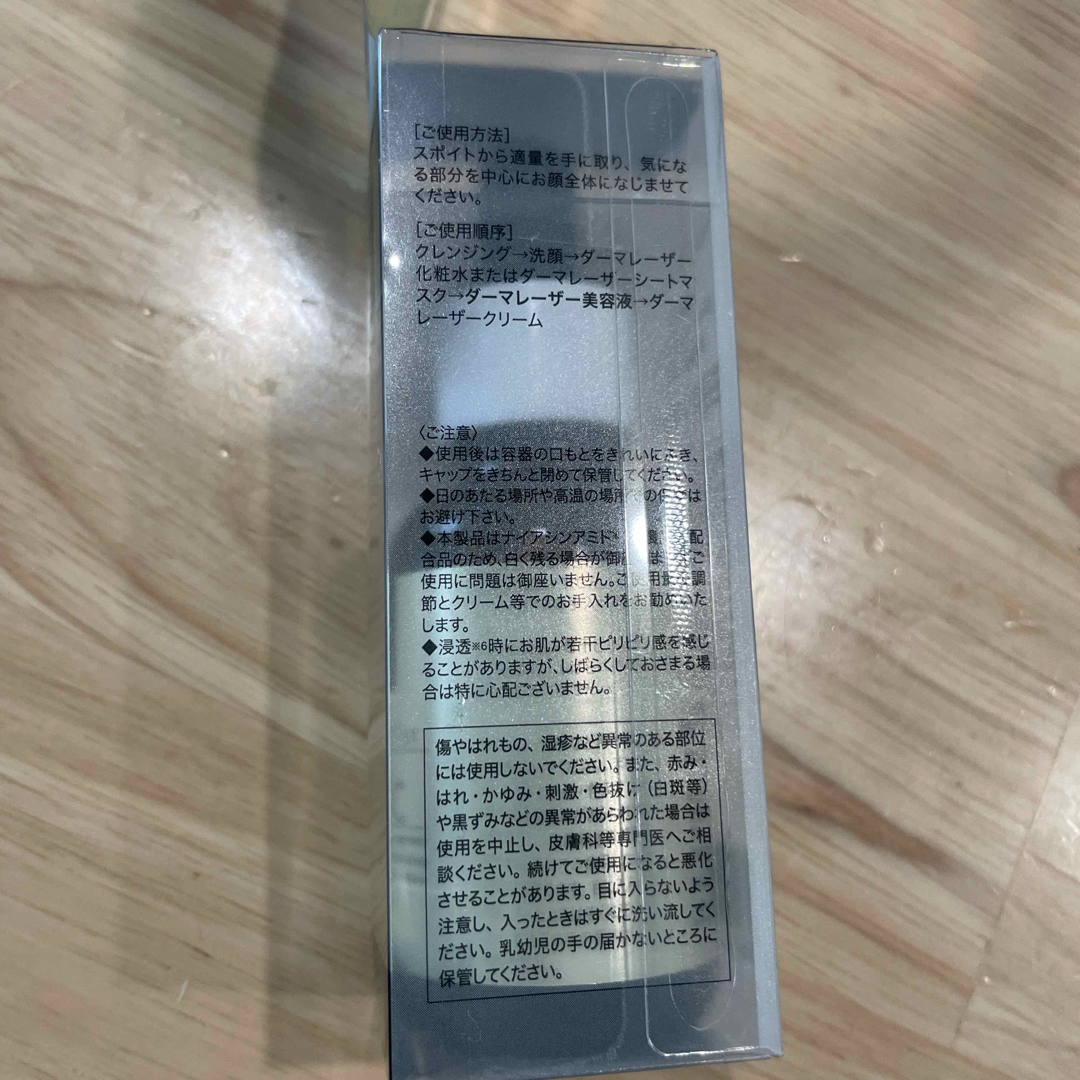 ［ご使用方法］
スポイトから適量を手に取り、気にな
る部分を中心にお顔全体になじませて
ください。
［ご使用順序］
クレンジング→洗顔→ダーマレーザー
化粧水またはダーマレーザーシートマ
スク→ダーマレーザー美容液→ダーマ
レーザークリーム
〈ご注意〉
◆使用後は容器の口もとをきれいにふき、
キャップをきちんと閉めて保管してください。
◆日のあたる場所や高温の場所 の は
お避け下さい。
◆本製品はナイアシンアミド 配
合品のため、白く残る場合が御座 ま ご
使用に問題は御座いません。ご使用量を調
節とクリーム等でのお手入れをお勧めいた
します。
◆浸透※6時にお肌が若干ピリピリ感を感じ
ることがありますが、しばらくしておさまる場
合は特に心配ございません。
傷やはれもの、湿疹など異常のある部位
には使用しないでください。また、赤み・
はれ・かゆみ・刺激・色抜け（白斑等）
や黒ずみなどの異常があらわれた場合は
使用を中止し、皮膚科等専門医へご相
談ください。続けてご使用になると悪化
させることがあります。目に入らないよう
注意し、入ったときはすぐに洗い流してく
ださい。乳幼児の手の届かないところに
保管してください。